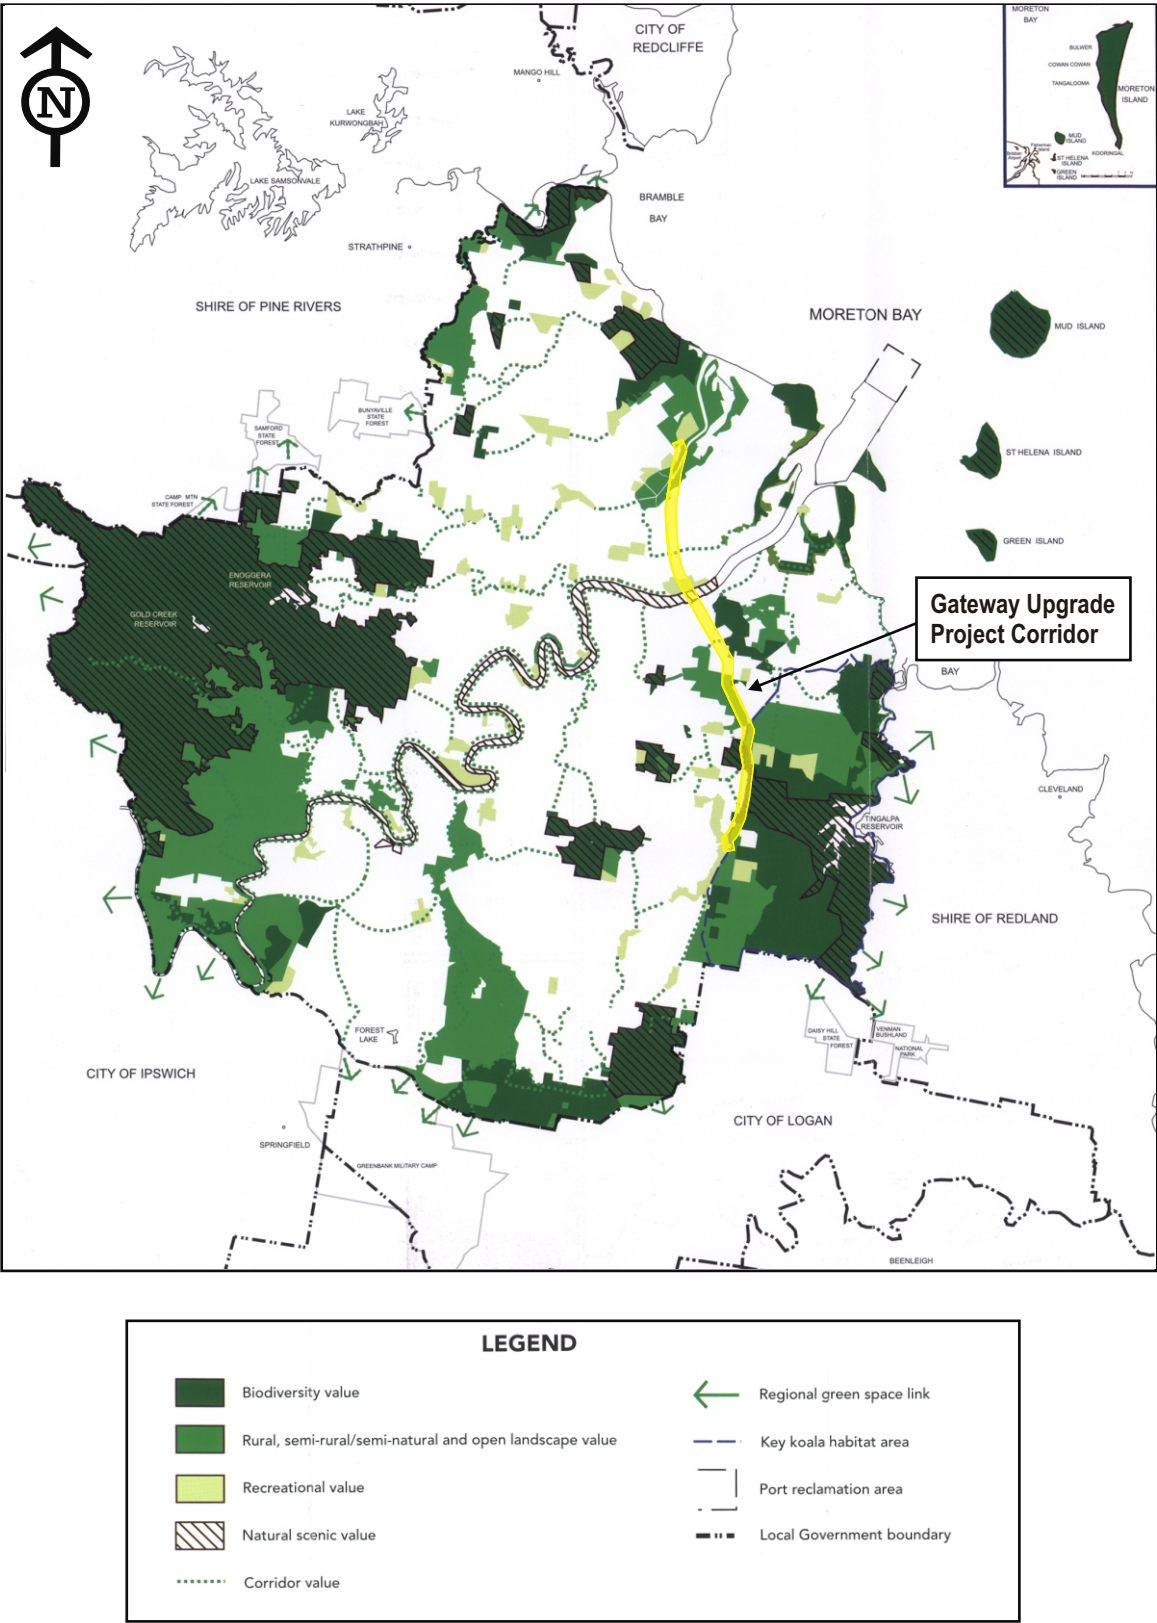 MORETON
BAY
BULWER
COWAN COWAN
TANGALOOMA
MORETON
ISLAND
MUD
ISLAND
Fisherman
Island
Brisbane
Airport
KOORINGAL
ST HELENA
ISLAND
GREEN
ISLAND
N
CITY OF
REDCLIFFE
MANGO HILL
LAKE
KURWONGBAH
LAKE SAMSONVALE
BRAMBLE
BAY
STRATHPINE
SHIRE OF PINE RIVERS
MORETON BAY
MUD ISLAND
BUNYAVILLE
STATE
FOREST
SAMFORD
STATE
FOREST
ST HELENA ISLAND
CAMP MTN
STATE FOREST
GREEN ISLAND
ENOGGERA
RESERVOIR
GOLD CREEK
RESERVOIR
Gateway Upgrade
Project Corridor
BAY
CLEVELAND
TINGALPA
RESERVOIR
SHIRE OF REDLAND
FOREST
LAKE
DAISY HILL
STATE
FOREST
VENMAN
BUSHLAND
NATIONAL
PARK
CITY OF IPSWICH
CITY OF LOGAN
SPRINGFIELD
GREENBANK MILITARY CAMP
BEENLEIGH
LEGEND
Biodiversity value
Rural, semi-rural/semi-natural and open landscape value
Recreational value
Natural scenic value
Corridor value
Regional green space link
Key koala habitat area
Port reclamation area
Local Government boundary